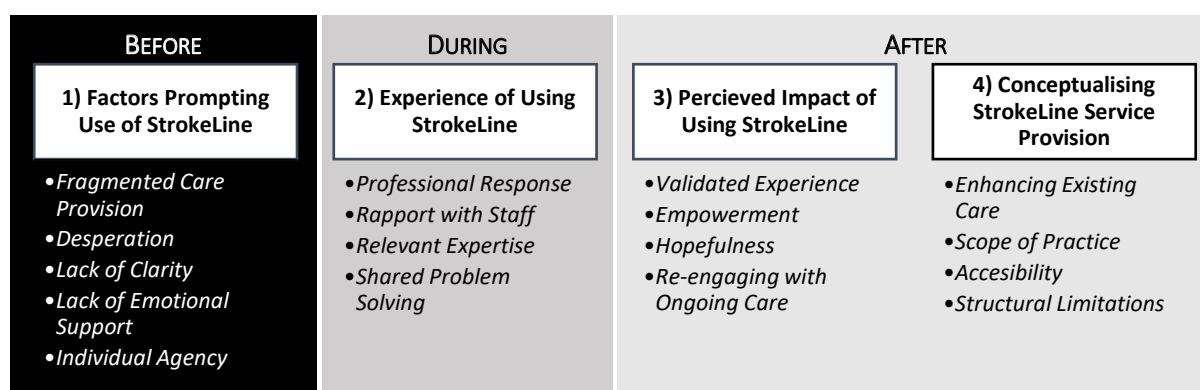 BEFORE
1) Factors Prompting
Use of StrokeLine
•Fragmented Care
Provision
•Desperation
•Lack of Clarity
•Lack of Emotional
Support
•Individual Agency
DURING
2) Experience of Using
StrokeLine
•Professional Response
•Rapport with Staff
•Relevant Expertise
•Shared Problem
Solving
AFTER
3) Percieved Impact of
Using StrokeLine
•Validated Experience
•Empowerment
•Hopefulness
•Re-engaging with
Ongoing Care
4) Conceptualising
StrokeLine Service
Provision
•Enhancing Existing
Care
•Scope of Practice
•Accesibility
•Structural Limitations